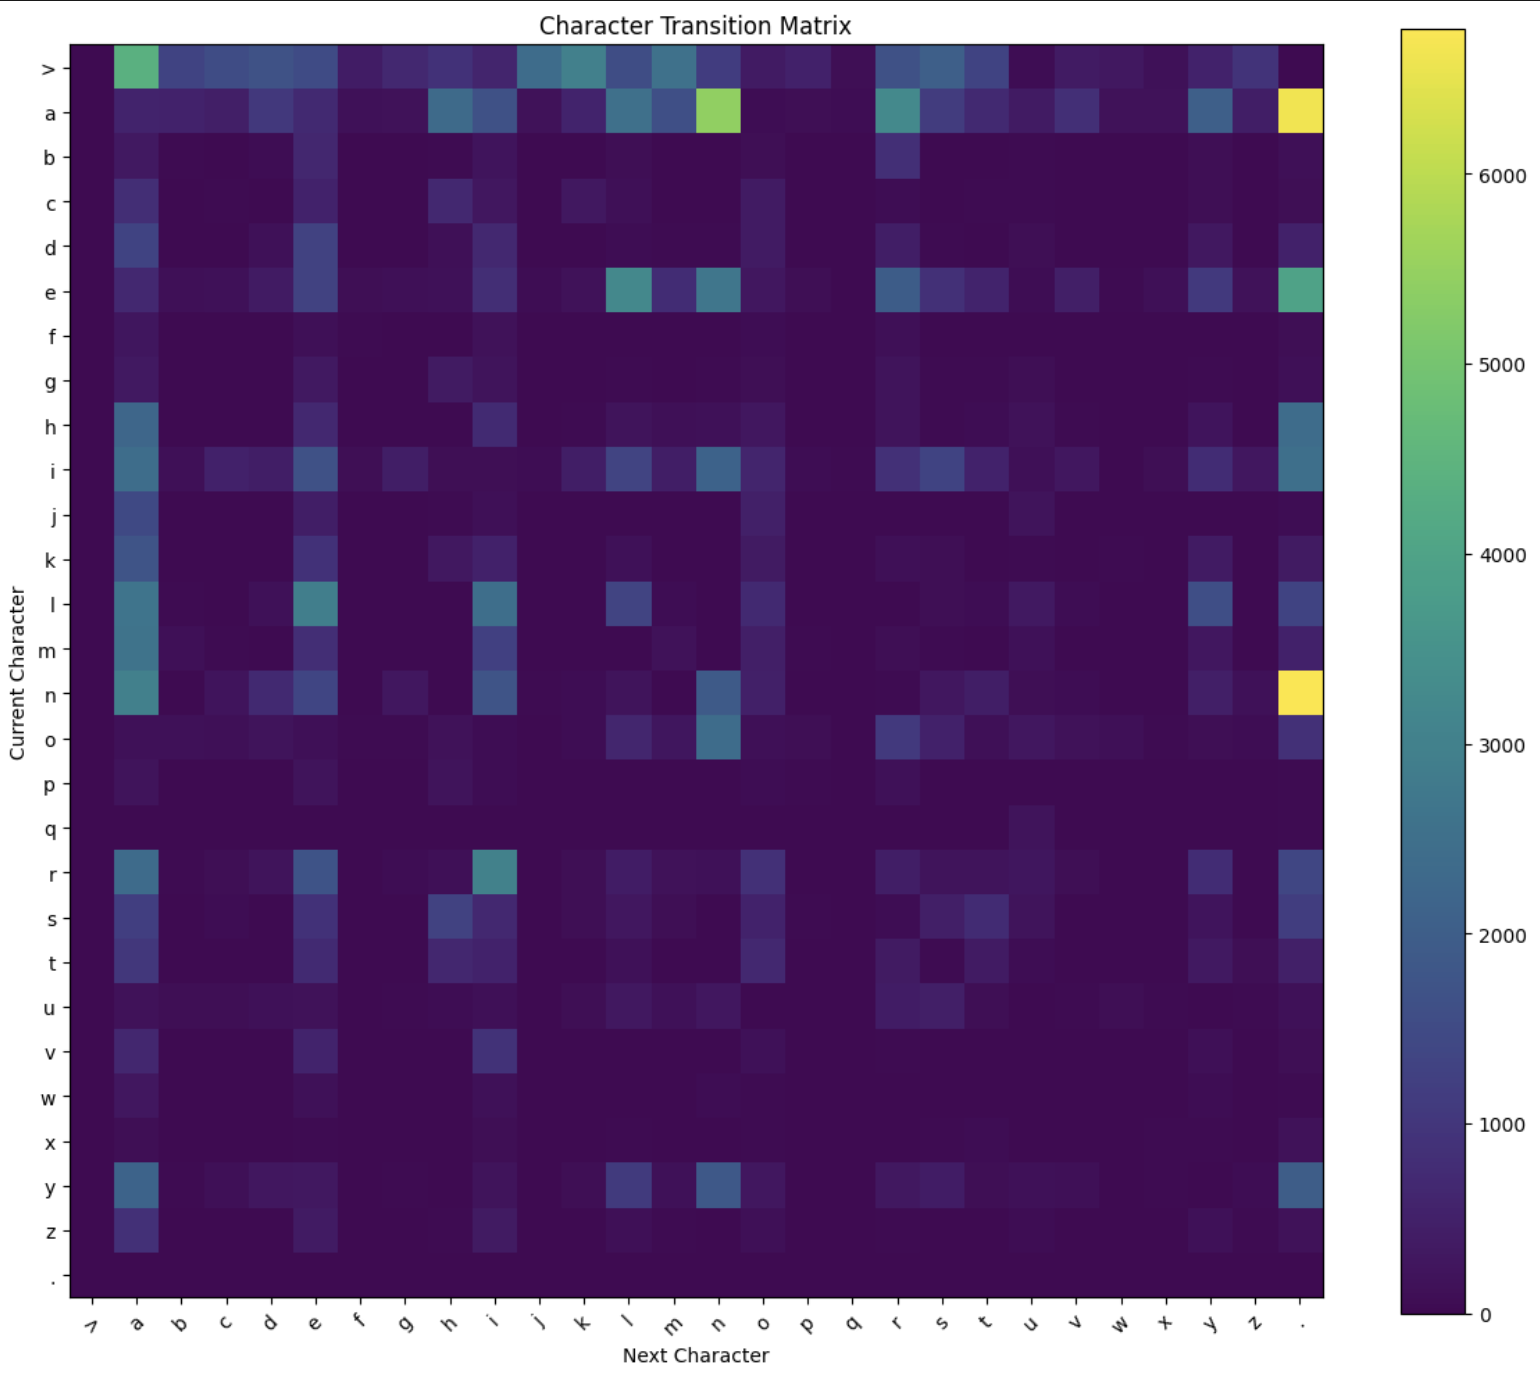 Character Transition Matrix
>
a
b
c
d
e
f
g
h
i
j
k
l
m
n
o
p
q
r
s
t
u
v
w
x
y
z
.
Current Character
> a b c d e f g h i j k l m n o p q r s t u v w x y z .
Next Character
6000
5000
4000
3000
2000
1000
0